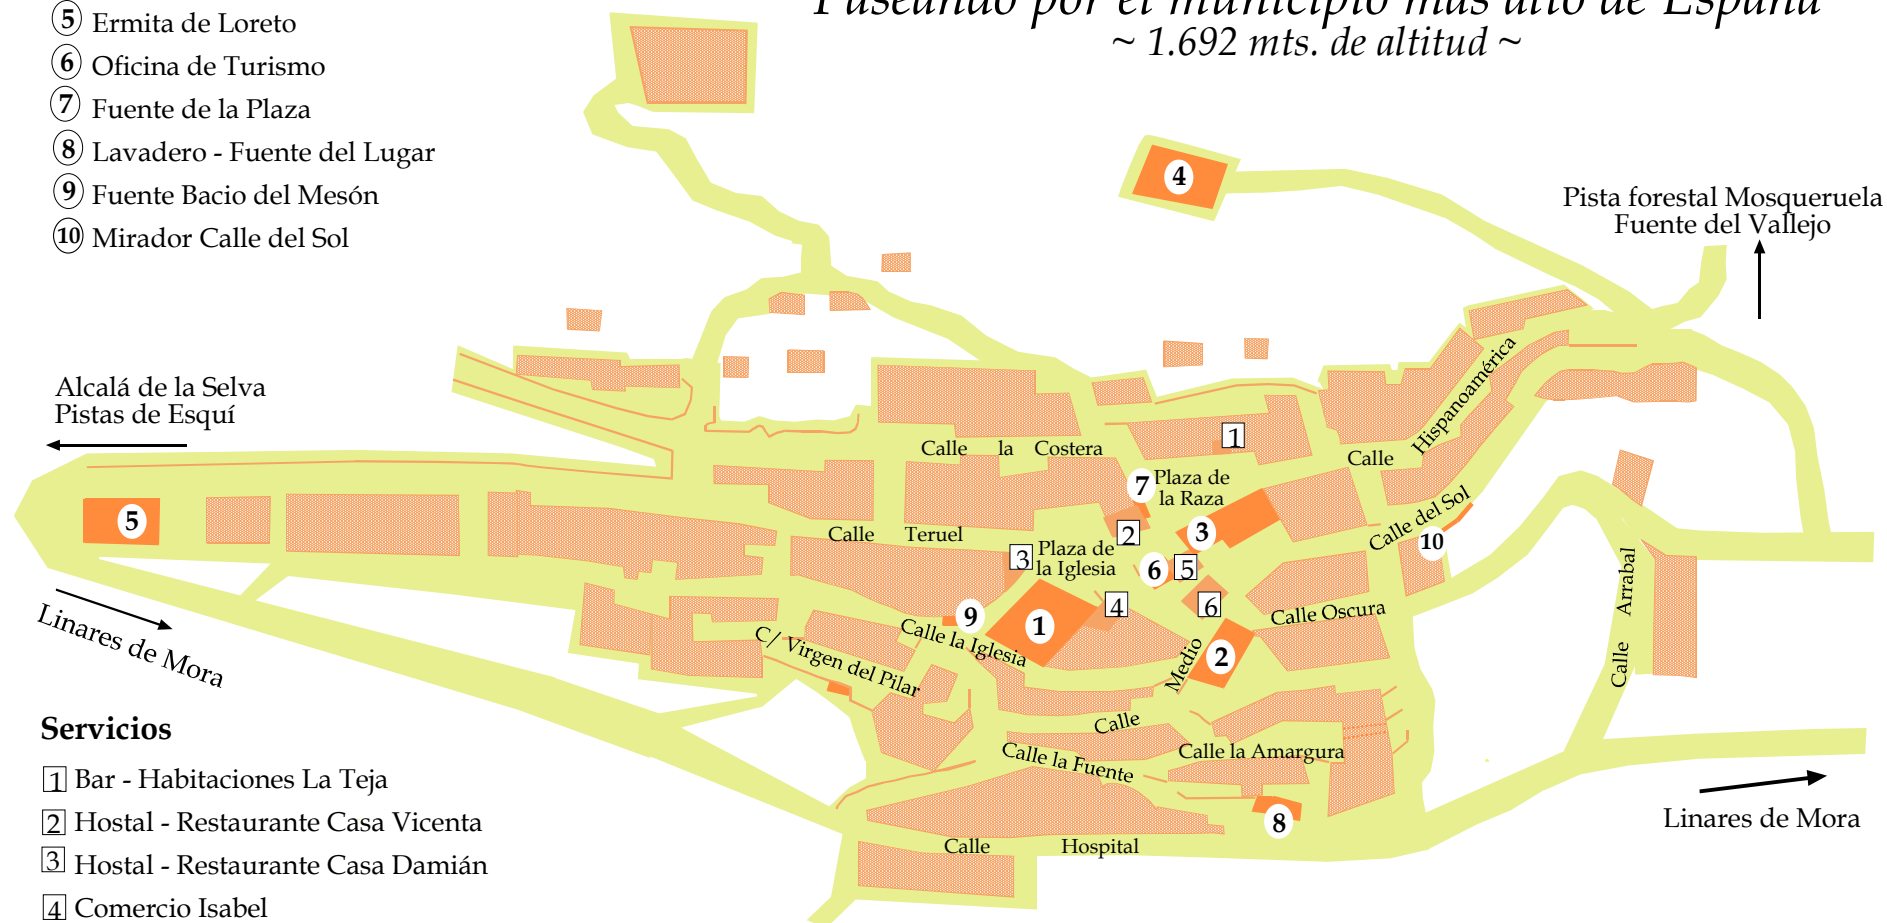 Paseando por el municipio más alto de España
~ 1.692 mts. de altitud ~
5 Ermita de Loreto
6 Oficina de Turismo
7 Fuente de la Plaza
8 Lavadero - Fuente del Lugar
9 Fuente Bacio del Mesón
10 Mirador Calle del Sol
4
Pista forestal Mosqueruela
Fuente del Vallejo
Alcalá de la Selva
Pistas de Esquí
Calle Hispanoamérica
Calle la Costera
1
7
Plaza de
la Raza
2
3
5
Calle Teruel
3
Plaza de
la Iglesia
6
5
Calle del Sol
10
4
6
Calle Oscura
9
1
Calle la Iglesia
2
Calle Medio
Calle Arrabal
Linares de Mora
C/ Virgen del Pilar
Calle la Fuente
Calle la Amargura
8
Calle Hospital
Linares de Mora
Servicios
1 Bar - Habitaciones La Teja
2 Hostal - Restaurante Casa Vicenta
3 Hostal - Restaurante Casa Damián
4 Comercio Isabel